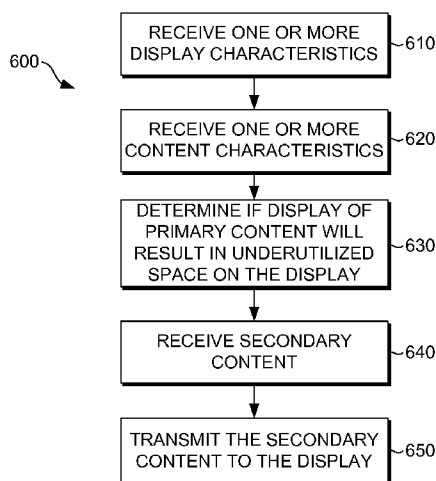 RECEIVE ONE OR MORE
DISPLAY CHARACTERISTICS
610
600
RECEIVE ONE OR MORE
CONTENT CHARACTERISTICS
620
DETERMINE IF DISPLAY OF
PRIMARY CONTENT WILL
RESULT IN UNDERUTILIZED
SPACE ON THE DISPLAY
630
RECEIVE SECONDARY
CONTENT
640
TRANSMIT THE SECONDARY
CONTENT TO THE DISPLAY
650